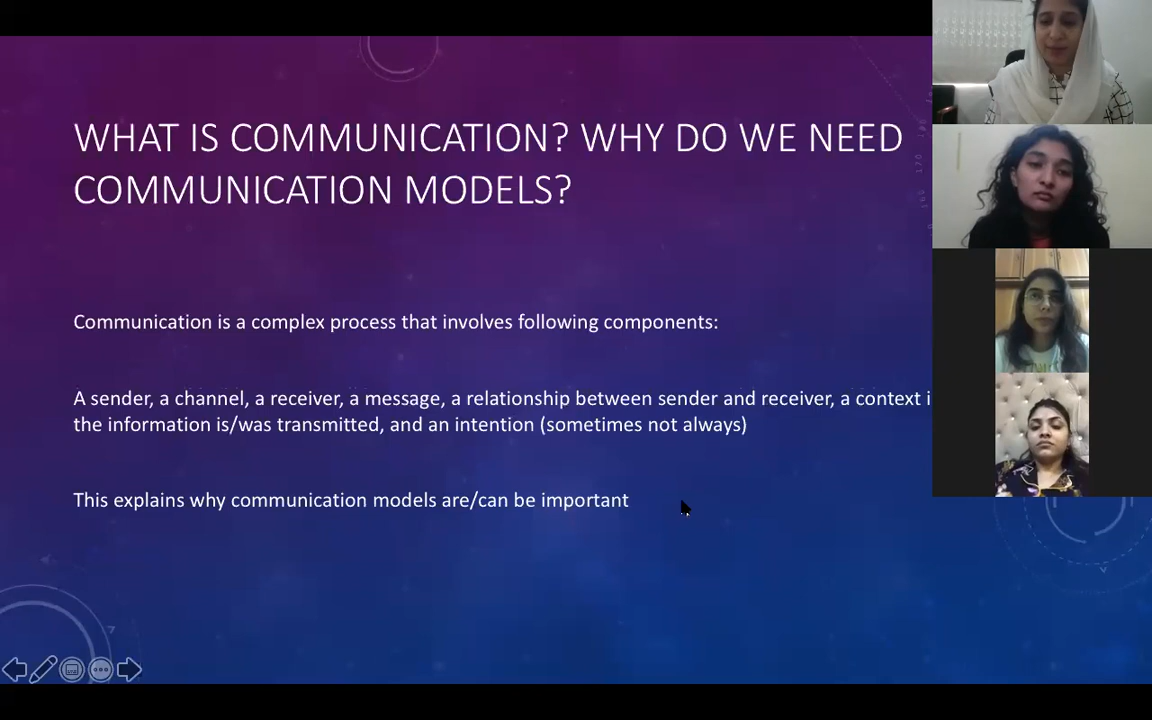 WHAT IS COMMUNICATION? WHY DO WE NEED
COMMUNICATION MODELS?
Communication is a complex process that involves following components:
A sender, a channel, a receiver, a message, a relationship between sender and receiver, a context
the information is/was transmitted, and an intention (sometimes not always)
This explains why communication models are/can be important